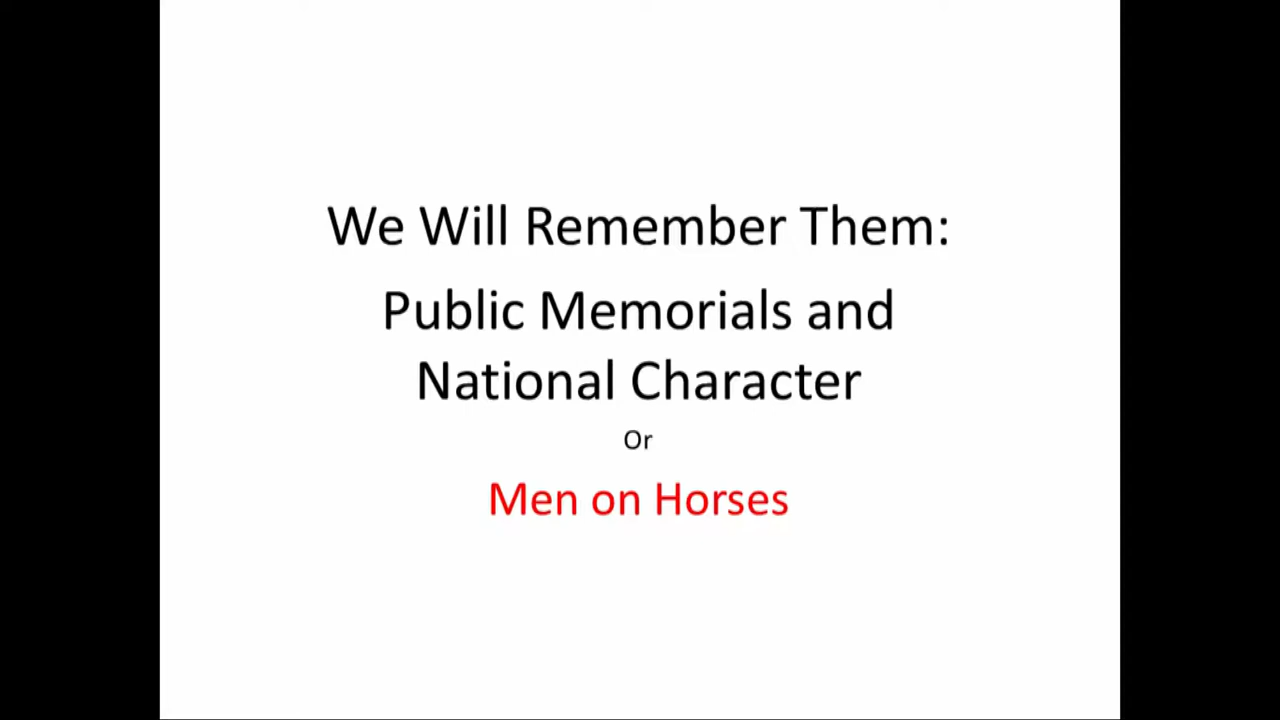 We Will Remember Them:
Public Memorials and
National Character
Or
Men on Horses